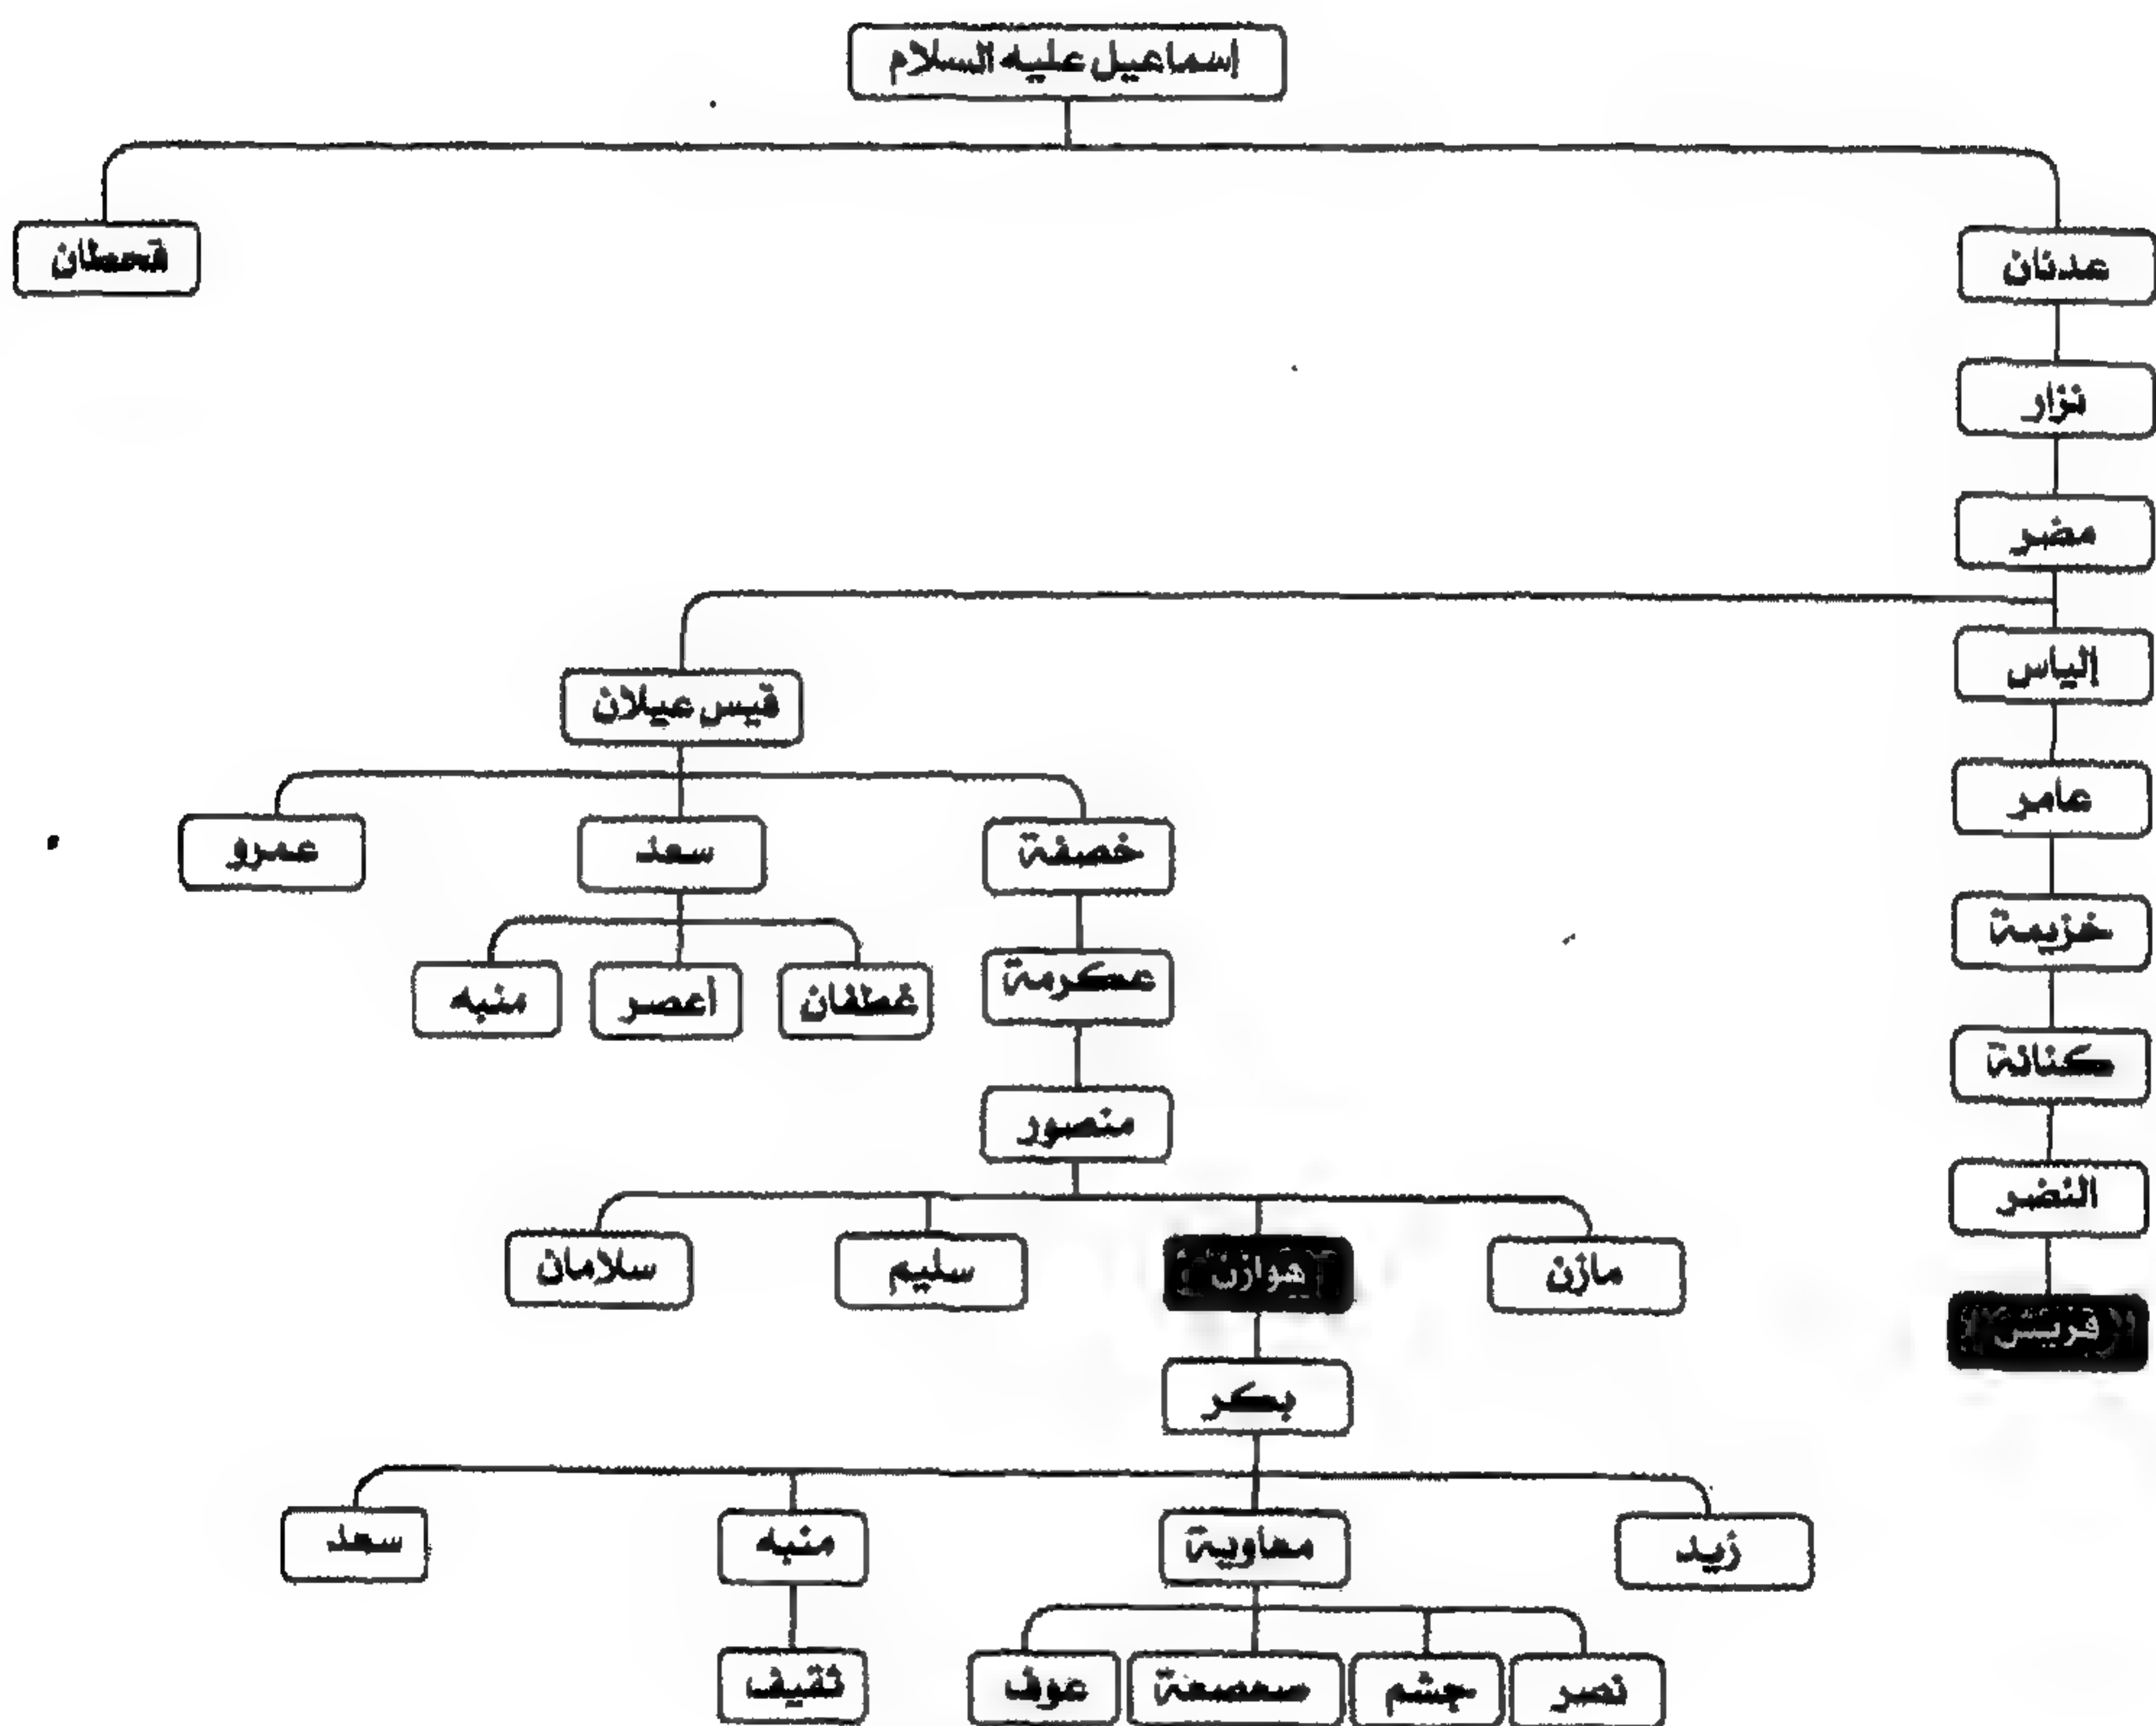 إسماعيل عليه السلام
عدنان
قحطان
نزار
مضر
إلياس
قيس عيلان
عامر
خصفة
سعد
عمرو
خزيمة
عكرمة
غطفان
أعصر
منبه
كنانة
منصور
النضر
مازن
هوازن
سليم
سلامان
قريش
بكر
زيد
معاوية
منبه
سعد
نصر
جشم
صعصعة
عوف
ثقيف